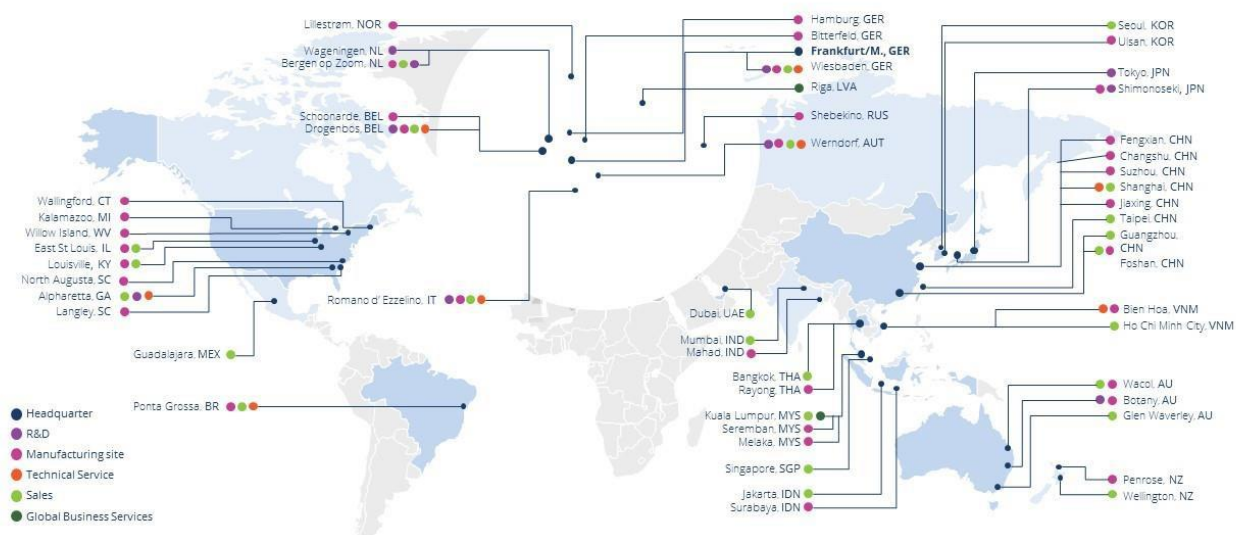 Lillestrøm, NOR
Wageningen, NL
Bergen op Zoom, NL
Schoonarde, BEL
Drogenbos, BEL
Wallingford, CT
Kalamazoo, MI
Willow Island, WV
East St Louis, IL
Louisville, KY
North Augusta, SC
Alpharetta, GA
Langley, SC
Guadalajara, MEX
Ponta Grossa, BR
Romano d' Ezzelino, IT
Headquarter
R&D
Manufacturing site
Technical Service
Sales
Global Business Services
Hamburg, GER
Bitterfeld, GER
Frankfurt/M., GER
Wiesbaden, GER
Riga, LVA
Shebekino, RUS
Werndorf, AUT
Dubai, UAE
Mumbai, IND
Mahad, IND
Bangkok, THA
Rayong, THA
Kuala Lumpur, MYS
Seremban, MYS
Melaka, MYS
Singapore, SGP
Jakarta, IDN
Surabaya, IDN
Seoul, KOR
Ulsan, KOR
Tokyo, JPN
Shimonoseki, JPN
Fengxian, CHN
Changshu, CHN
Suzhou, CHN
Shanghai, CHN
Jiaxing, CHN
Taipei, CHN
Guangzhou,
CHN
Foshan, CHN
Bien Hoa, VNM
Ho Chi Minh City, VNM
Wacol, AU
Botany, AU
Glen Waverley, AU
Penrose, NZ
Wellington, NZ